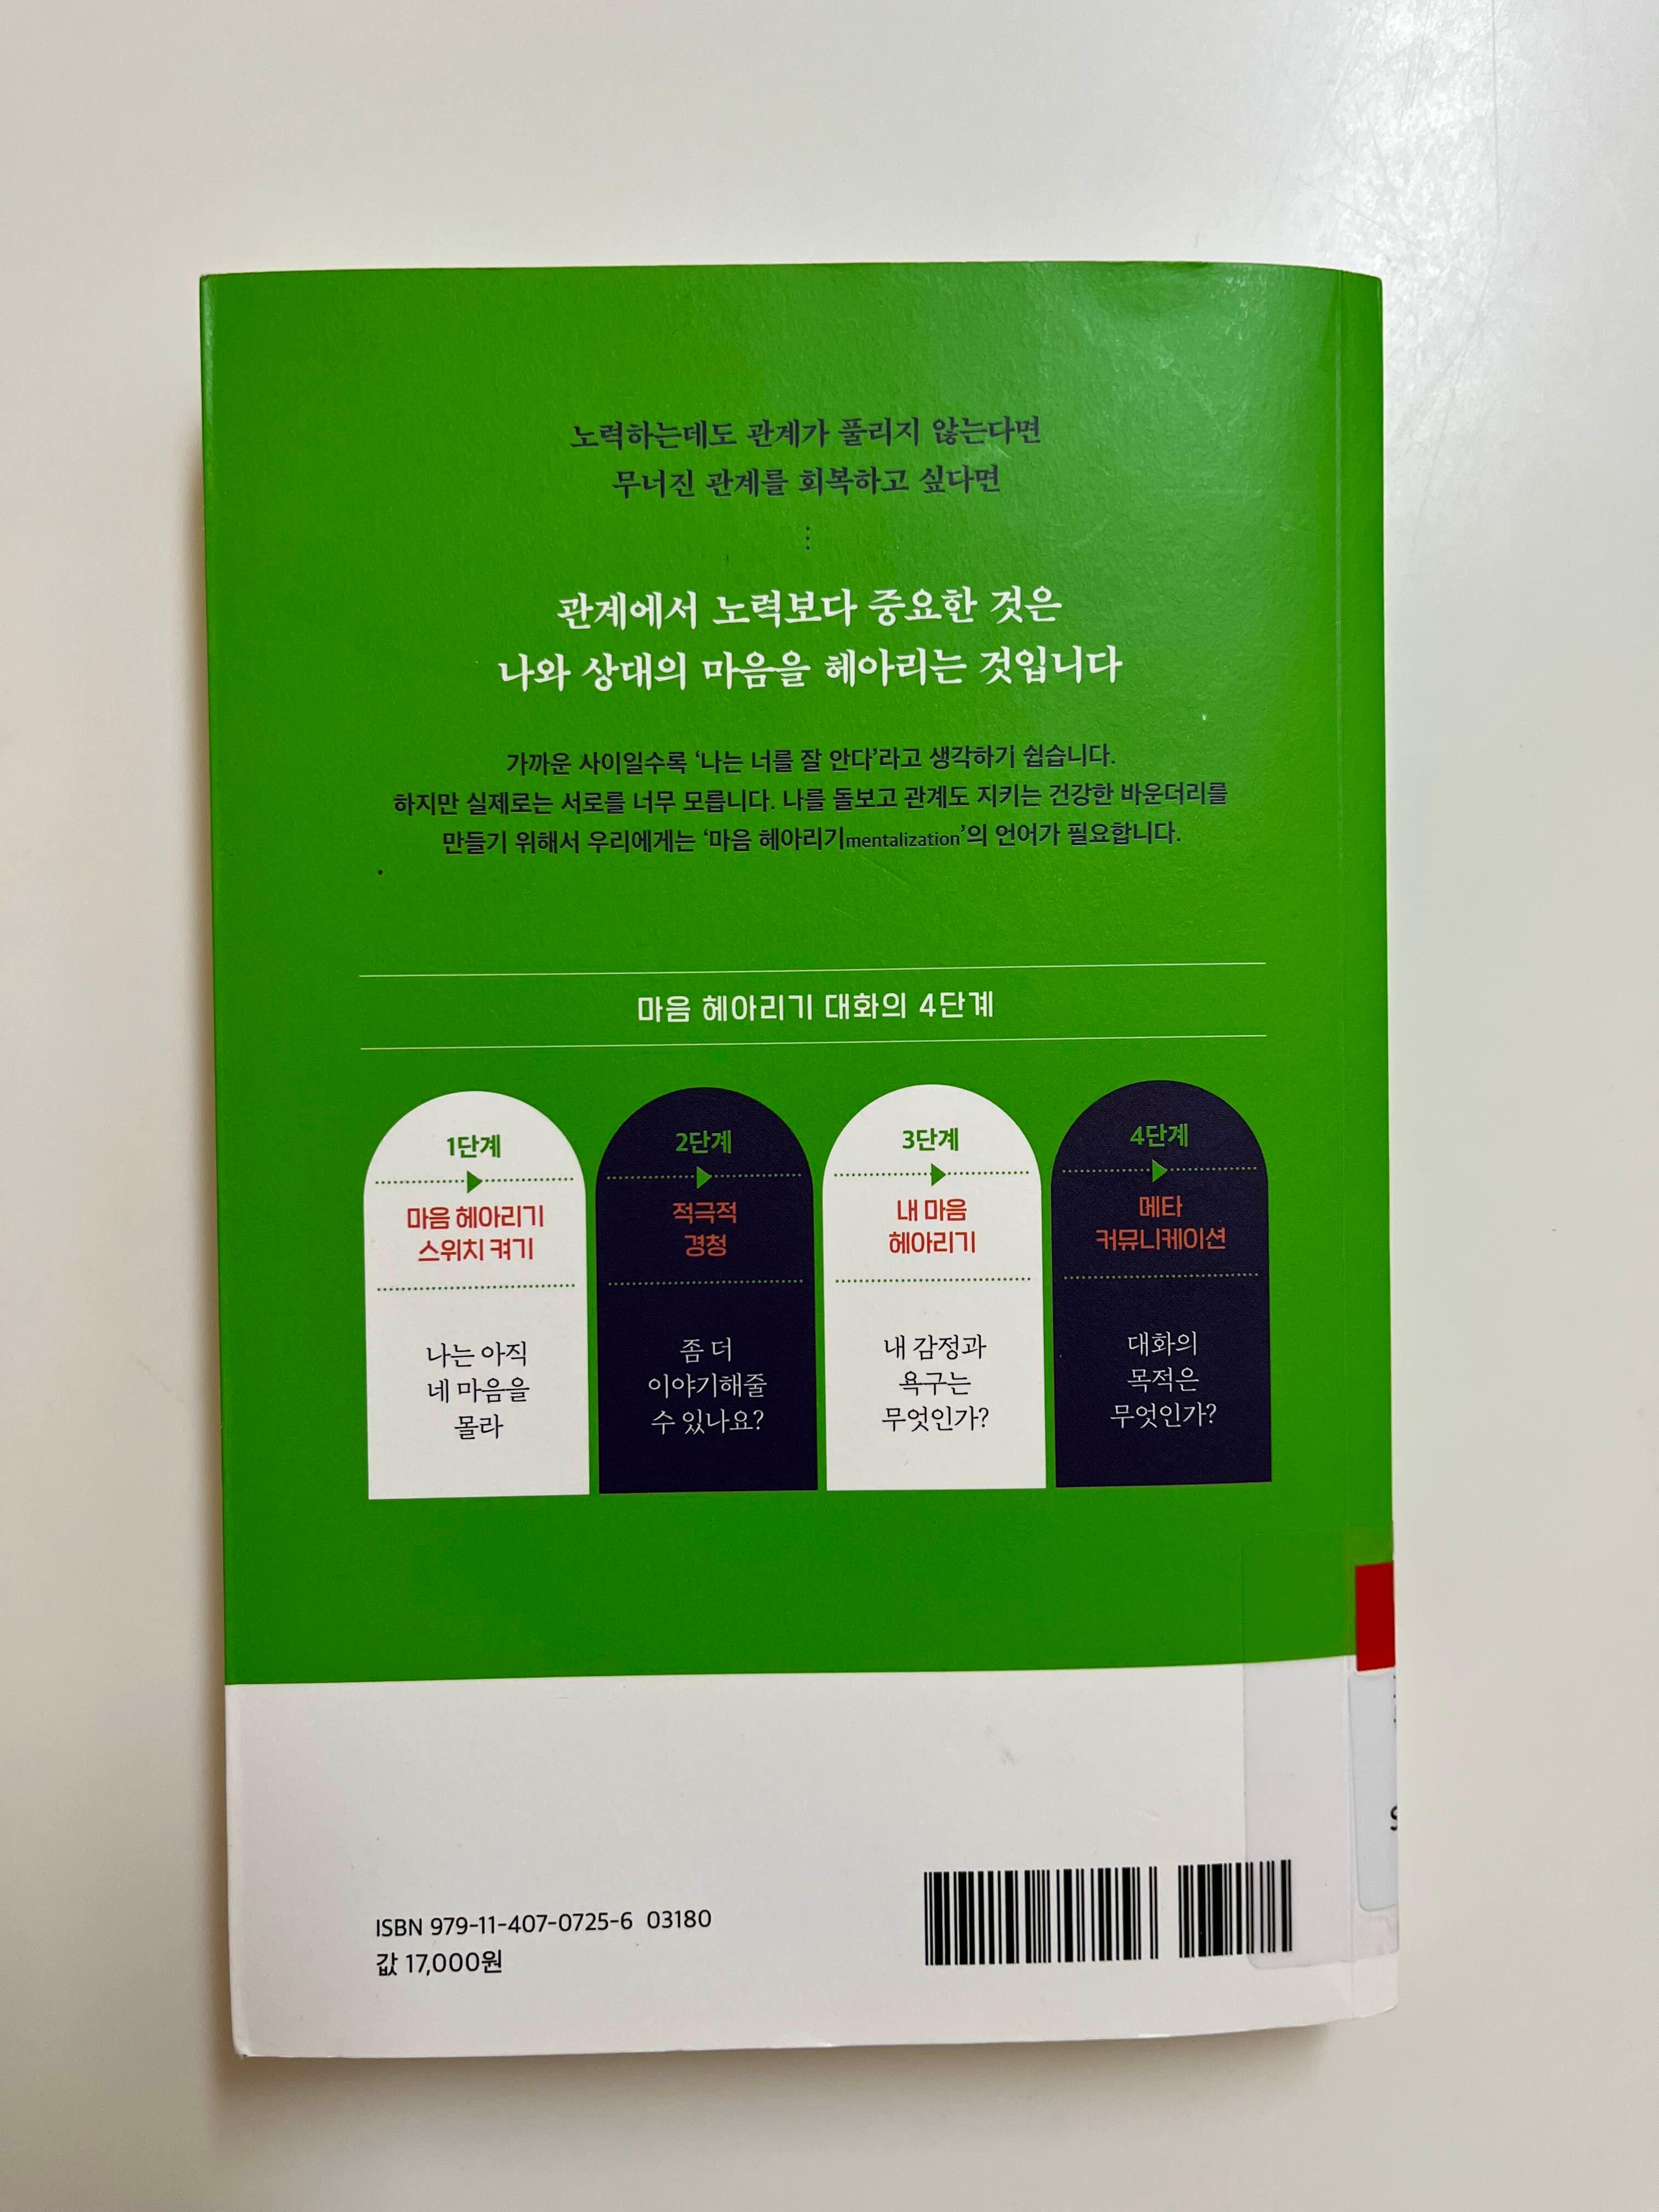 노력하는데도 관계가 풀리지 않는다면
무너진 관계를 회복하고 싶다면
관계에서 노력보다 중요한 것은
나와 상대의 마음을 헤아리는 것입니다
가까운 사이일수록 ‘나는 너를 잘 안다’라고 생각하기 쉽습니다.
하지만 실제로는 서로를 너무 모릅니다. 나를 돌보고 관계도 지키는 건강한 바운더리를
만들기 위해서 우리에게는 ‘마음 헤아리기mentalization’의 언어가 필요합니다.
마음 헤아리기 대화의 4단계
1단계
마음 헤아리기
스위치 켜기
나는 아직
네 마음을
몰라
2단계
적극적
경청
좀 더
이야기해줄
수 있나요?
3단계
내 마음
헤아리기
내 감정과
욕구는
무엇인가?
4단계
메타
커뮤니케이션
대화의
목적은
무엇인가?
ISBN 979-11-407-0725-6 03180
값 17,000원